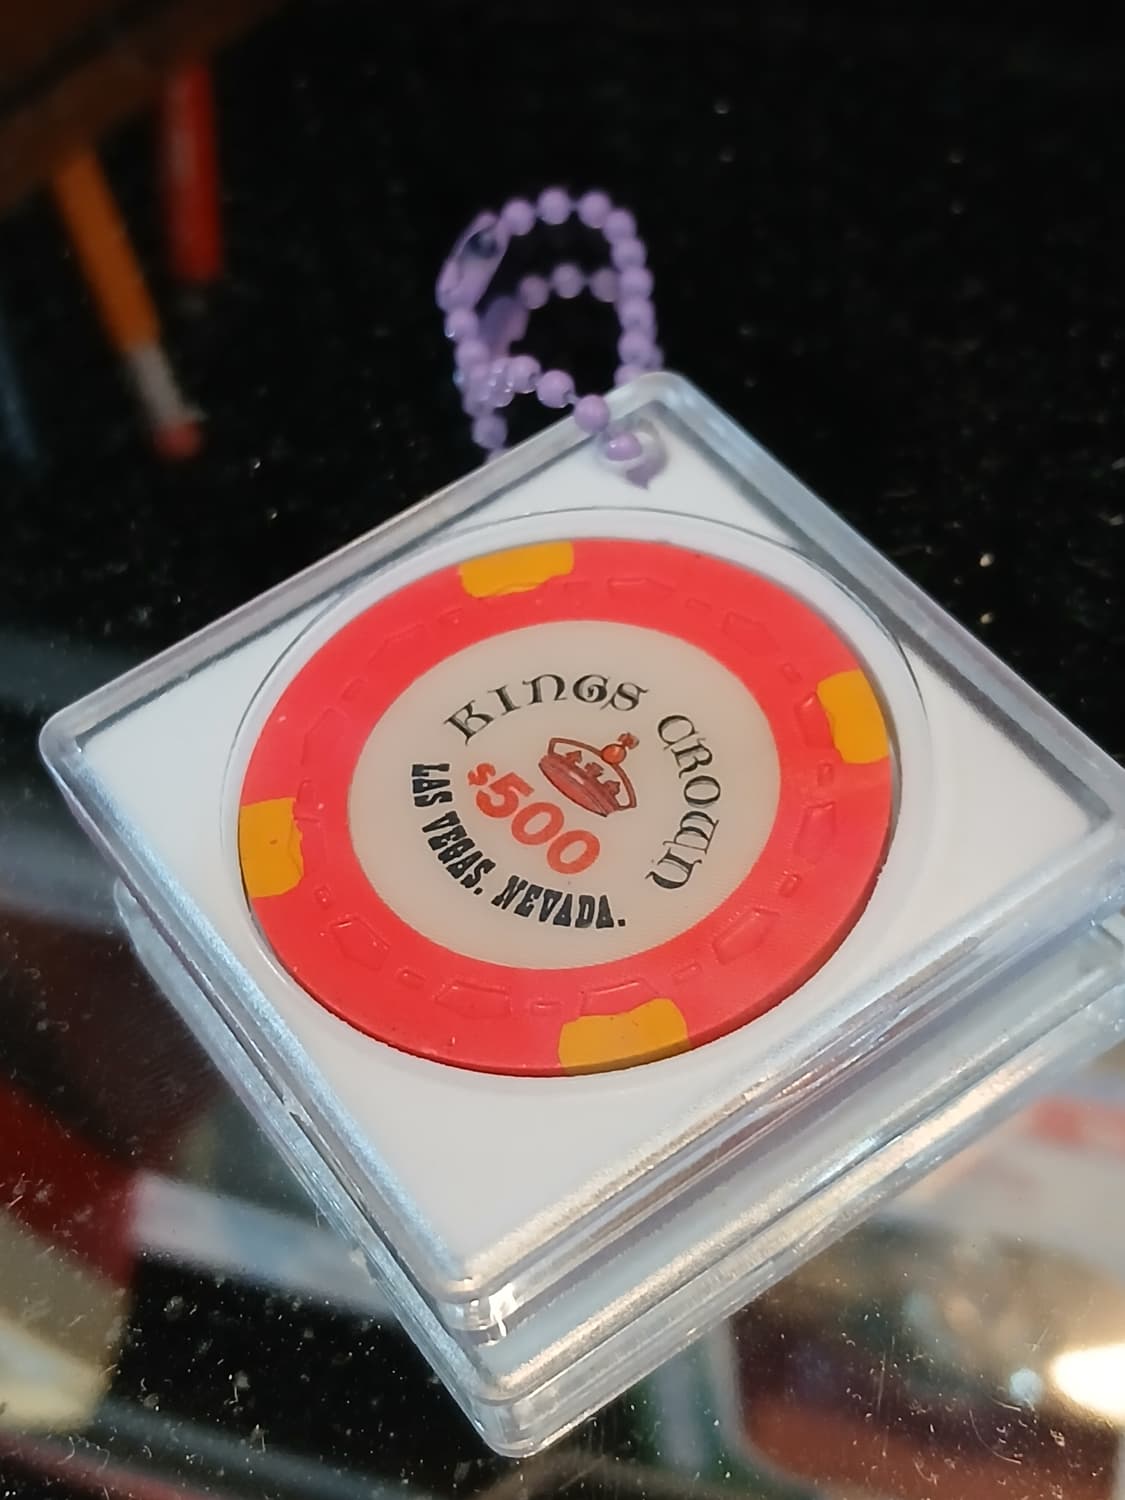 KINGS CROWN
$500
LAS VEGAS, NEVADA.